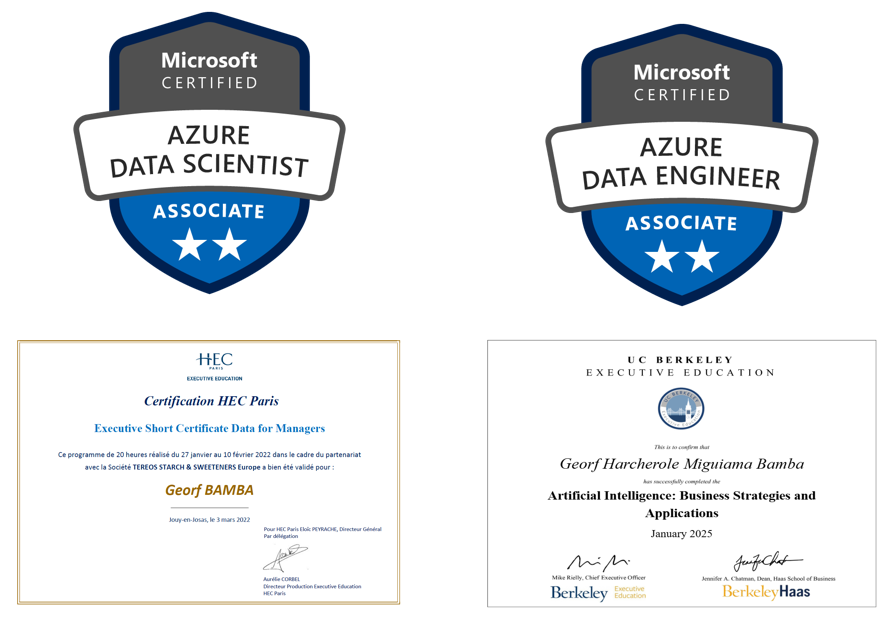 Microsoft
CERTIFIED
AZURE
DATA SCIENTIST
ASSOCIATE
Microsoft
CERTIFIED
AZURE
DATA ENGINEER
ASSOCIATE
HEC
PARIS
EXECUTIVE EDUCATION
Certification HEC Paris
Executive Short Certificate Data for Managers
Ce programme de 20 heures réalisé du 27 janvier au 10 février 2022 dans le cadre du partenariat
avec la Société TEREOS STARCH & SWEETENERS Europe a bien été validé pour :
Georf BAMBA
Jouy-en-Josas, le 3 mars 2022
Pour HEC Paris Eloïc PEYRACHE, Directeur Général
Par délégation
Aurélie CORBEL
Directeur Production Executive Education
HEC Paris
UC BERKELEY
EXECUTIVE EDUCATION
This is to confirm that
Georf Harcherole Miguiama Bamba
has successfully completed the
Artificial Intelligence: Business Strategies and
Applications
January 2025
Mike Rielly, Chief Executive Officer
Berkeley Executive
Education
Jennifer A. Chatman, Dean, Haas School of Business
BerkeleyHaas